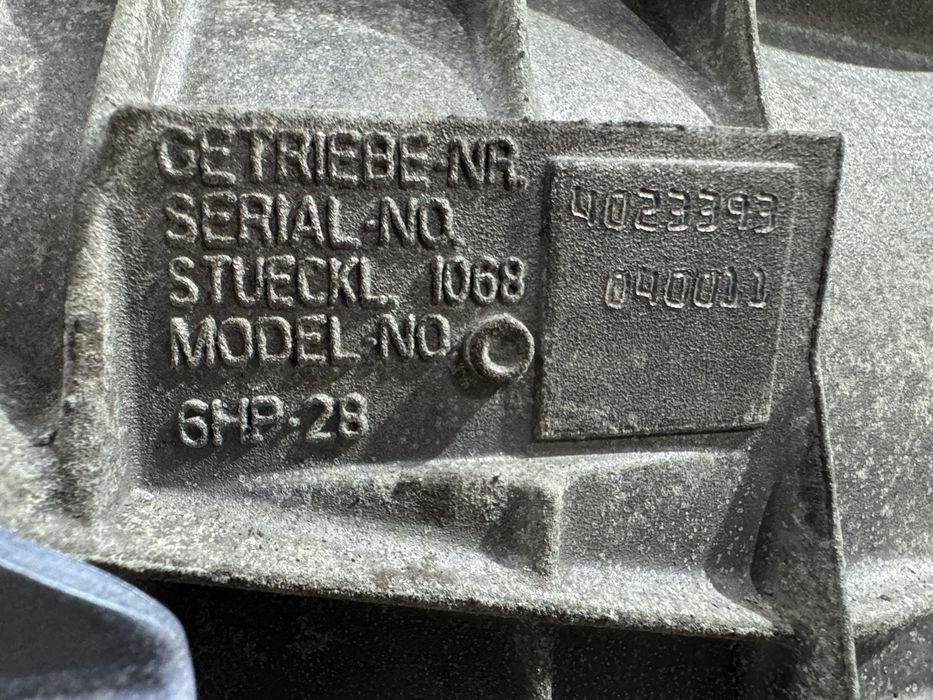 GETRIEBE-NR.
SERIAL-NO. 4023393
STUECKL. 1068 040011
MODEL-NO.
6HP-28